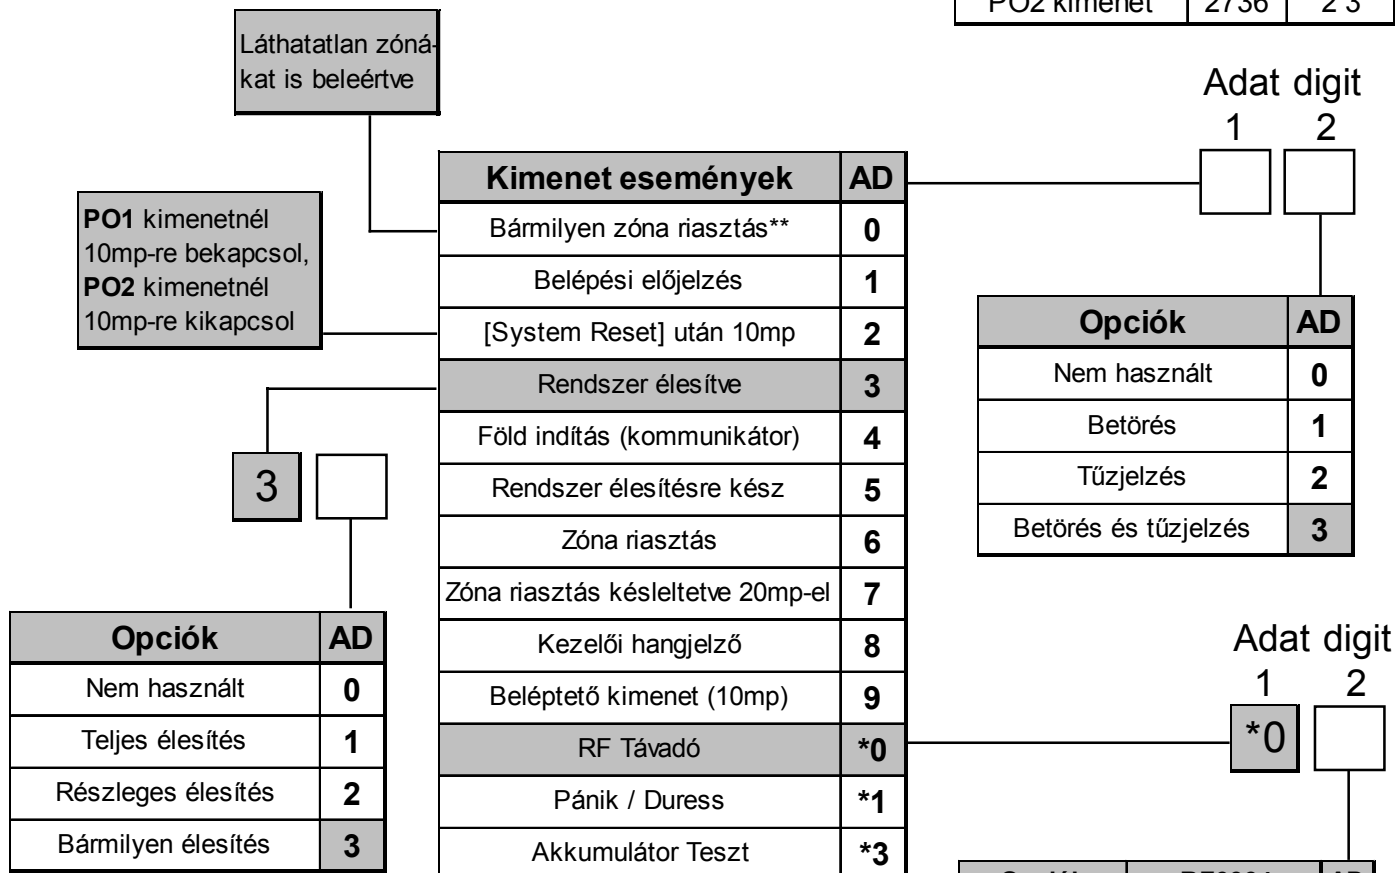 PO2 kimenet 2736 2 3
Láthatatlan zóná-
kat is beleértve
Adat digit
1 2
PO1 kimenetnél
10mp-re bekapcsol,
PO2 kimenetnél
10mp-re kikapcsol
Kimenet események AD
Bármilyen zóna riasztás** 0
Belépési előjelzés 1
[System Reset] után 10mp 2
Rendszer élesítve 3
Föld indítás (kommunikátor) 4
Rendszer élesítésre kész 5
Zóna riasztás 6
Zóna riasztás késleltetve 20mp-el 7
Kezelői hangjelző 8
Beléptető kimenet (10mp) 9
RF Távadó *0
Pánik / Duress *1
Akkumulátor Teszt *3
Opciók AD
Nem használt 0
Betörés 1
Tűzjelzés 2
Betörés és tűzjelzés 3
3
Opciók AD
Nem használt 0
Teljes élesítés 1
Részleges élesítés 2
Bármilyen élesítés 3
Adat digit
1 2
*0